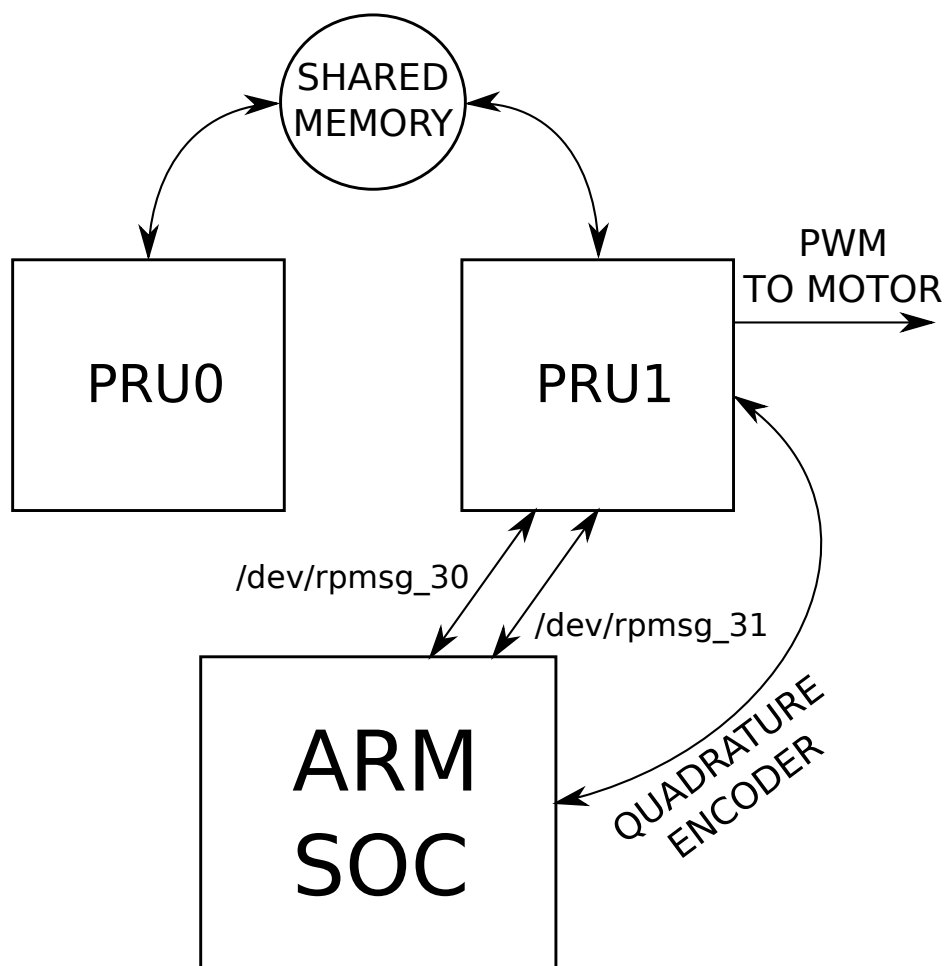 SHARED
MEMORY
PWM
TO MOTOR
PRU0
PRU1
/dev/rpmsg_30
/dev/rpmsg_31
QUADRATURE
ENCODER
ARM
SOC